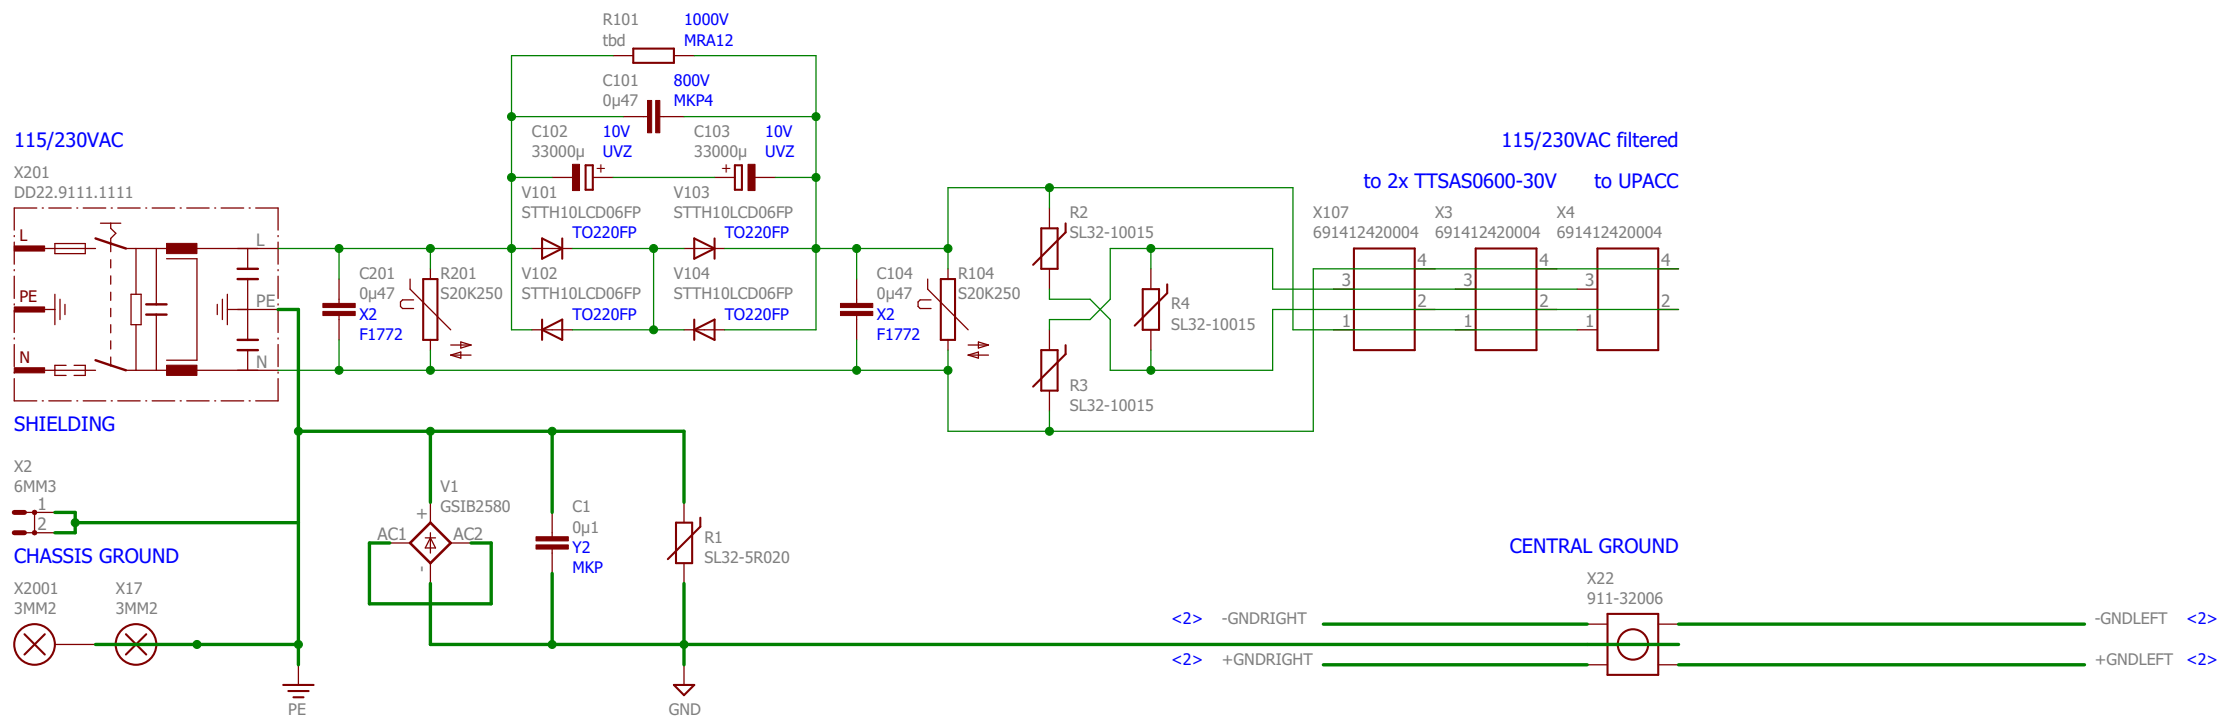 R101 1000V
tbd MRA12
C101 800V
0µ47 MKP4
C102 10V C103 10V
33000µ UVZ 33000µ UVZ
+ +
115/230VAC
X201
DD22.9111.1111
L
PE
N
L
PE
N
V101 V103
STTH10LCD06FP STTH10LCD06FP
TO220FP TO220FP
V102 V104
STTH10LCD06FP STTH10LCD06FP
TO220FP TO220FP
C201
0µ47
X2
F1772
R201
S20K250
C104
0µ47
X2
F1772
R104
S20K250
R2
SL32-10015
R4
SL32-10015
R3
SL32-10015
115/230VAC filtered
to 2x TTSAS0600-30V to UPACC
X107 X3 X4
691412420004 691412420004 691412420004
4 4 4
3 3 3
2 2 2
1 1 1
SHIELDING
X2
6MM3
1
2
CHASSIS GROUND
X2001 X17
3MM2 3MM2
PE
V1
GSIB2580
+
AC1 AC2
-
C1
0µ1
Y2
MKP
R1
SL32-5R020
GND
CENTRAL GROUND
X22
911-32006
<2> -GNDRIGHT -GNDLEFT <2>
<2> +GNDRIGHT +GNDLEFT <2>